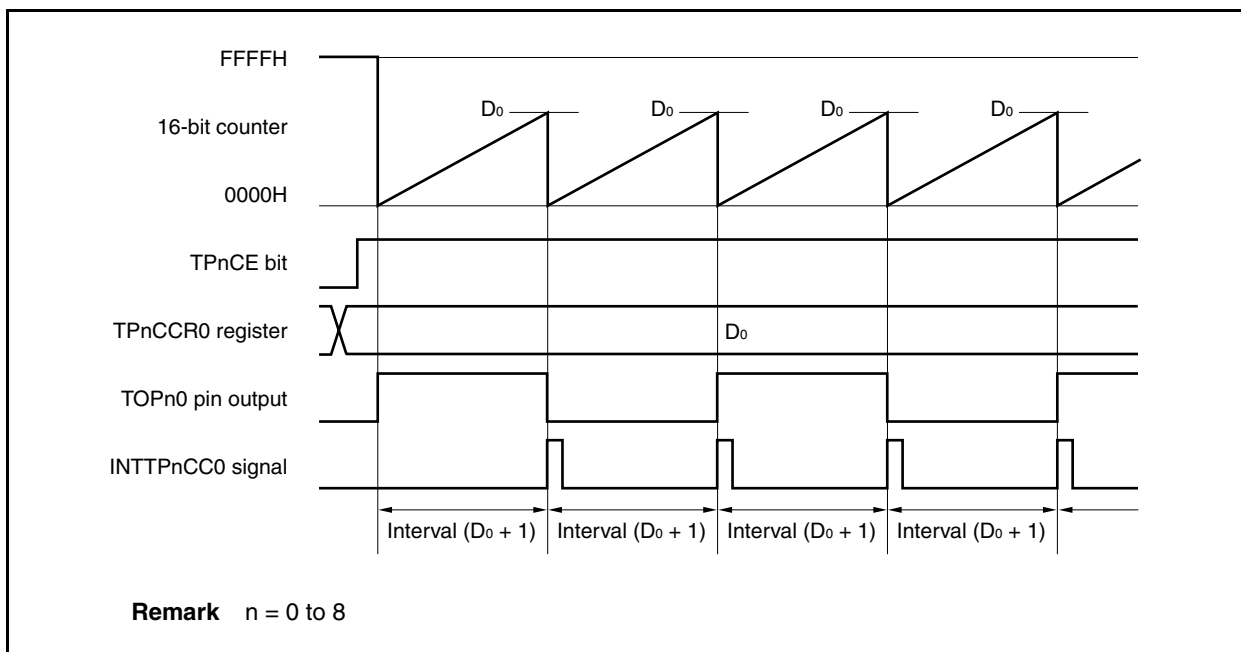 FFFFH
D0 D0 D0 D0
16-bit counter
0000H
TPnCE bit
TPnCCR0 register D0
TOPn0 pin output
INTTPnCC0 signal
Interval (D0 + 1) Interval (D0 + 1) Interval (D0 + 1) Interval (D0 + 1)
Remark n = 0 to 8